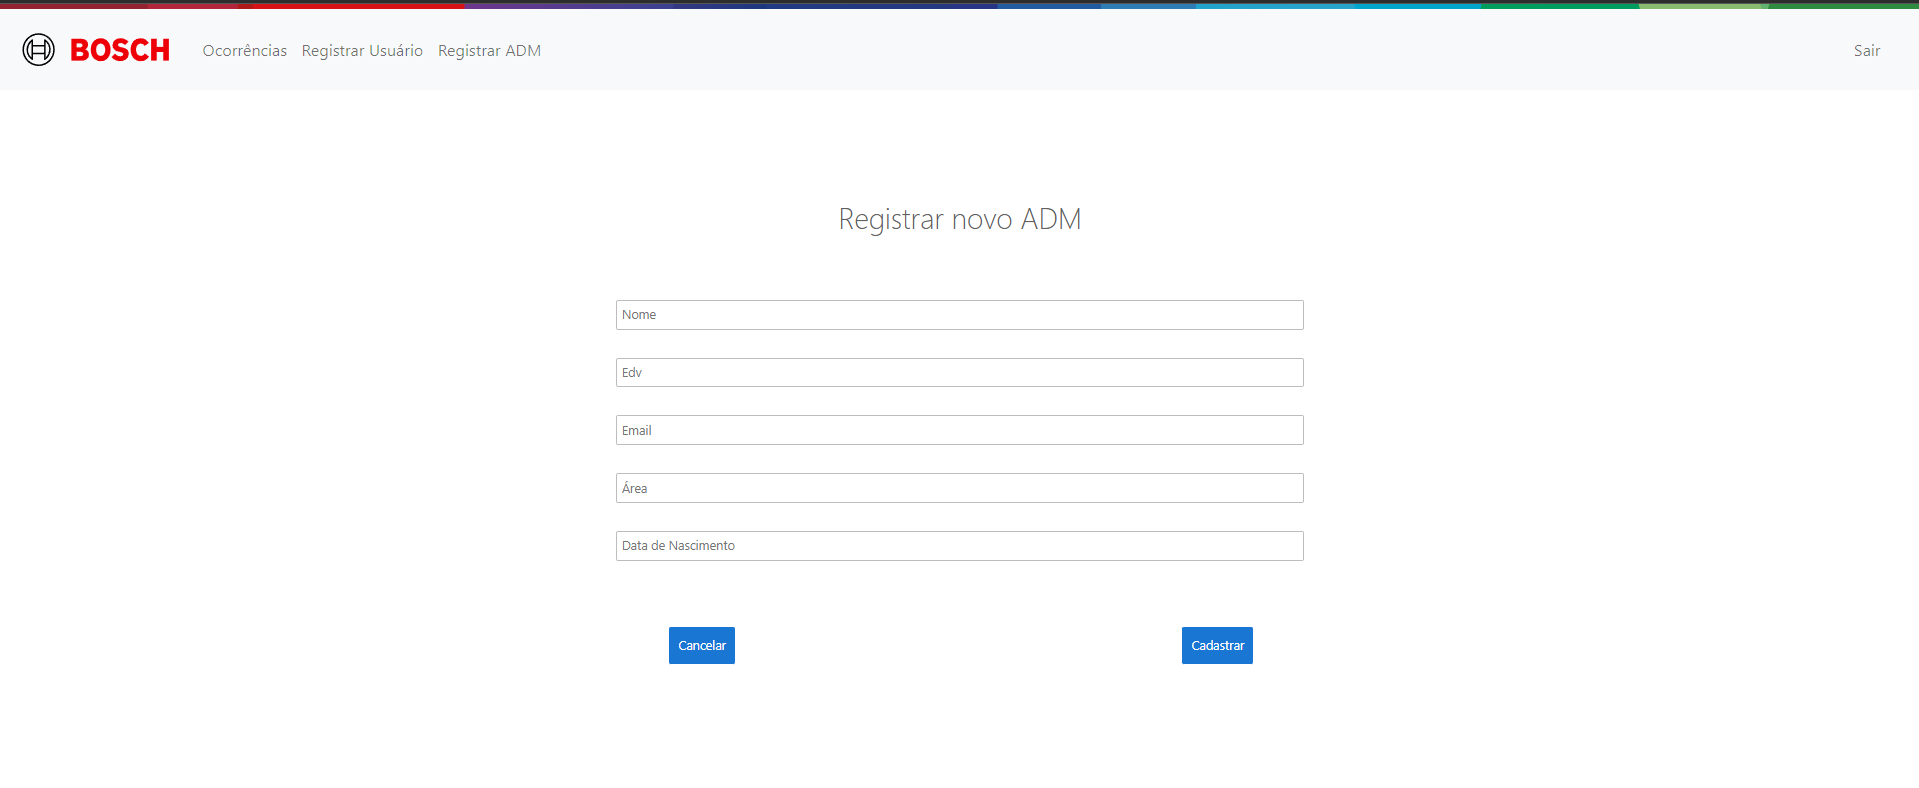 BOSCH Ocorrências Registrar Usuário Registrar ADM Sair
Registrar novo ADM
Nome
Edv
Email
Área
Data de Nascimento
Cancelar Cadastrar